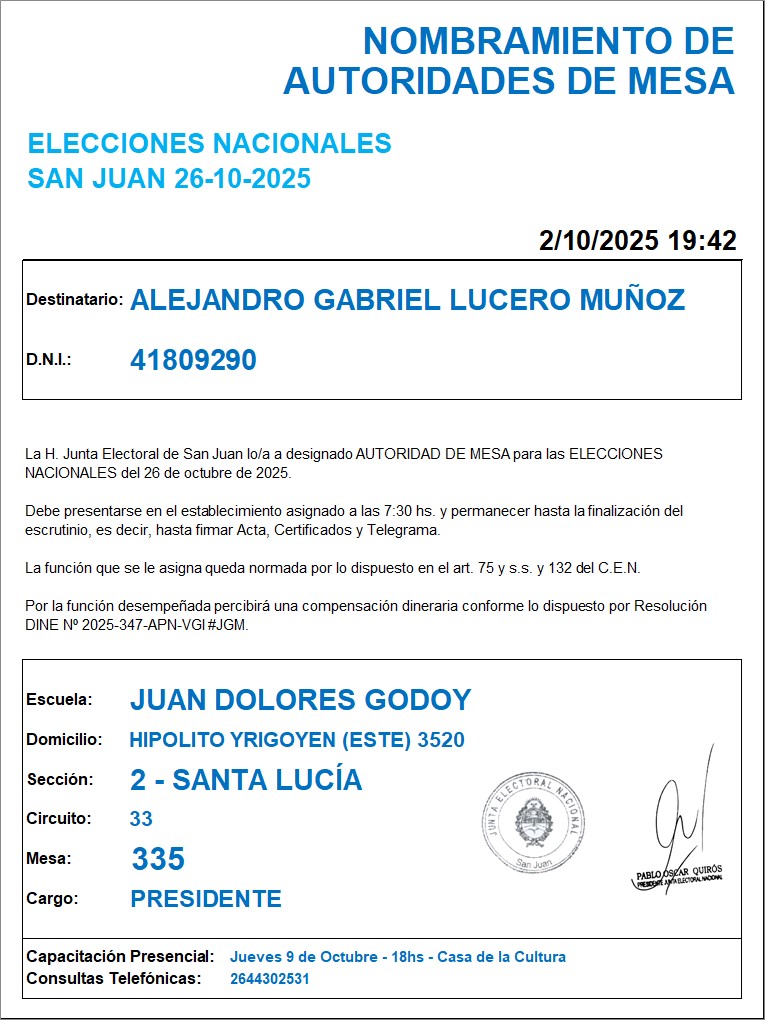 NOMBRAMIENTO DE
AUTORIDADES DE MESA
ELECCIONES NACIONALES
SAN JUAN 26-10-2025
2/10/2025 19:42
Destinatario: ALEJANDRO GABRIEL LUCERO MUÑOZ
D.N.I.: 41809290
La H. Junta Electoral de San Juan lo/a a designado AUTORIDAD DE MESA para las ELECCIONES
NACIONALES del 26 de octubre de 2025.
Debe presentarse en el establecimiento asignado a las 7:30 hs. y permanecer hasta la finalización del
escrutinio, es decir, hasta firmar Acta, Certificados y Telegrama.
La función que se le asigna queda normada por lo dispuesto en el art. 75 y s.s. y 132 del C.E.N.
Por la función desempeñada percibirá una compensación dineraria conforme lo dispuesto por Resolución
DINE Nº 2025-347-APN-VGI#JGM.
Escuela: JUAN DOLORES GODOY
Domicilio: HIPOLITO YRIGOYEN (ESTE) 3520
Sección: 2 - SANTA LUCÍA
Circuito: 33
Mesa: 335
Cargo: PRESIDENTE
JUNTA ELECTORAL NACIONAL
San Juan
PABLO OSCAR QUIRÓS
PRESIDENTE JUNTA ELECTORAL NACIONAL
Capacitación Presencial: Jueves 9 de Octubre - 18hs - Casa de la Cultura
Consultas Telefónicas: 2644302531